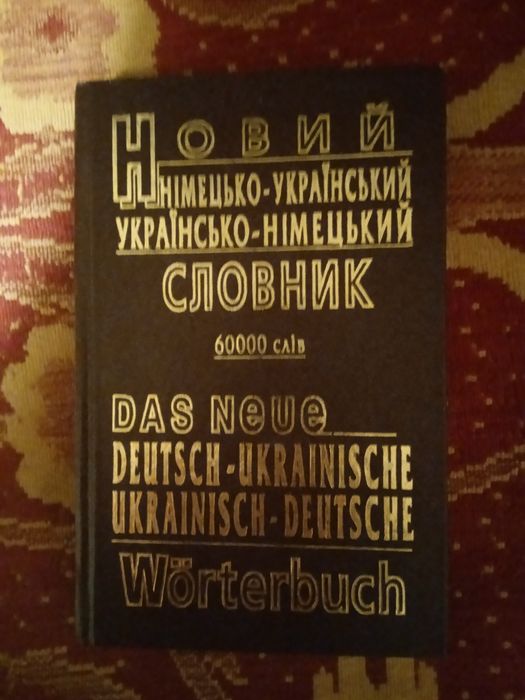 Новий
німецько-український
українсько-німецький
словник
60000 слів
Das Neue
Deutsch-Ukrainische
Ukrainisch-Deutsche
Wörterbuch